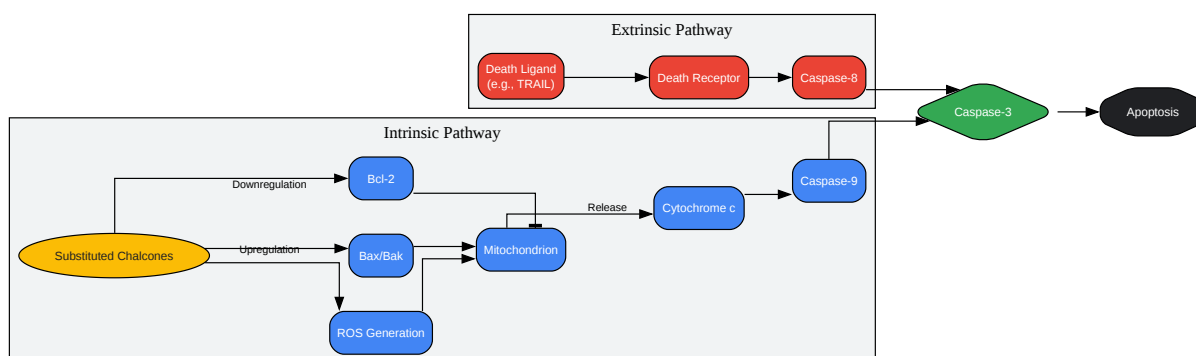 Extrinsic Pathway
Death Ligand
(e.g., TRAIL)
Death Receptor
Caspase-8
Caspase-3
Apoptosis
Intrinsic Pathway
Bcl-2
Downregulation
Caspase-9
Cytochrome c
Release
Substituted Chalcones
Upregulation
Bax/Bak
Mitochondrion
ROS Generation